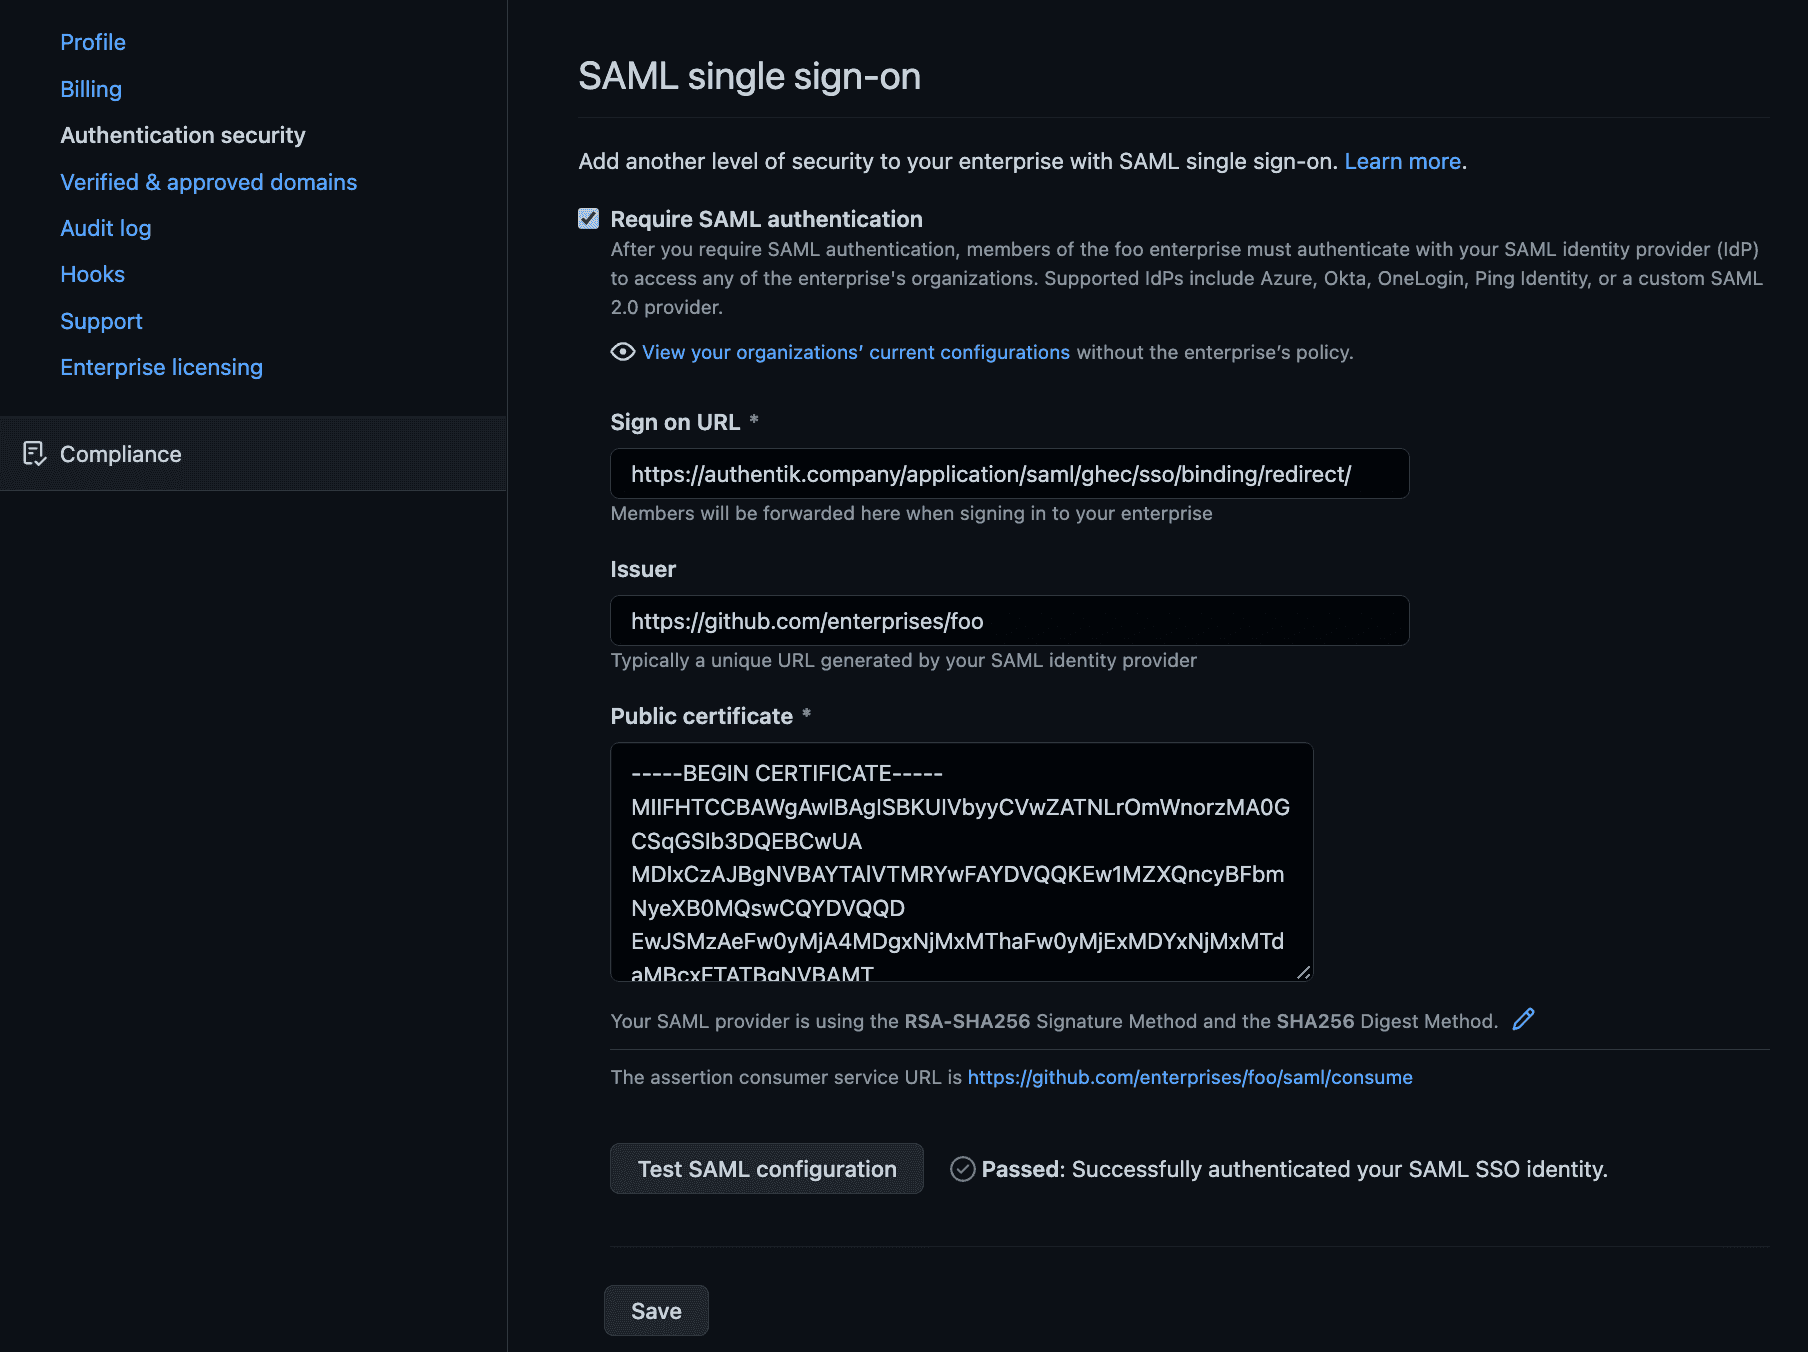 Profile
Billing
Authentication security
Verified & approved domains
Audit log
Hooks
Support
Enterprise licensing
Compliance
SAML single sign-on
Add another level of security to your enterprise with SAML single sign-on. Learn more.
Require SAML authentication
After you require SAML authentication, members of the foo enterprise must authenticate with your SAML identity provider (IdP)
to access any of the enterprise's organizations. Supported IdPs include Azure, Okta, OneLogin, Ping Identity, or a custom SAML
2.0 provider.
View your organizations’ current configurations without the enterprise’s policy.
Sign on URL *
https://authentik.company/application/saml/ghec/sso/binding/redirect/
Members will be forwarded here when signing in to your enterprise
Issuer
https://github.com/enterprises/foo
Typically a unique URL generated by your SAML identity provider
Public certificate *
-----BEGIN CERTIFICATE-----
MIIFHTCCBAWgAwIBAgISBKUIVbyyCVwZATNLrOmWnorzMA0G
CSqGSIb3DQEBCwUA
MDIxCzAJBgNVBAYTAlVTMRYwFAYDVQQKEw1MZXQncyBFbm
NyeXB0MQswCQYDVQQD
EwJSMzAeFw0yMjA4MDgxNjMxMThaFw0yMjExMDYxNjMxMTd
aMBcxFTATBgNVBAMT
Your SAML provider is using the RSA-SHA256 Signature Method and the SHA256 Digest Method.
The assertion consumer service URL is https://github.com/enterprises/foo/saml/consume
Test SAML configuration
Passed: Successfully authenticated your SAML SSO identity.
Save